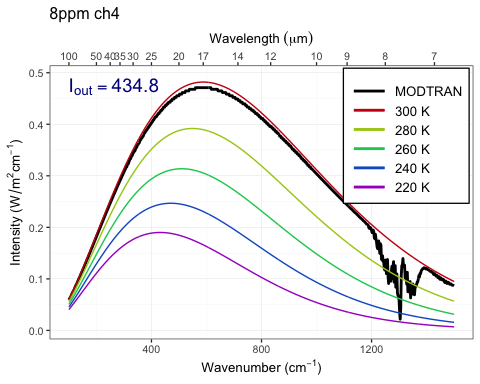 8ppm ch4
Wavelength (μm)
100 50 40 35 30 25 20 17 14 12 10 9 8 7
I_out = 434.8
MODTRAN
300 K
280 K
260 K
240 K
220 K
Intensity (W/m² cm⁻¹)
0.5
0.4
0.3
0.2
0.1
0.0
400 800 1200
Wavenumber (cm⁻¹)